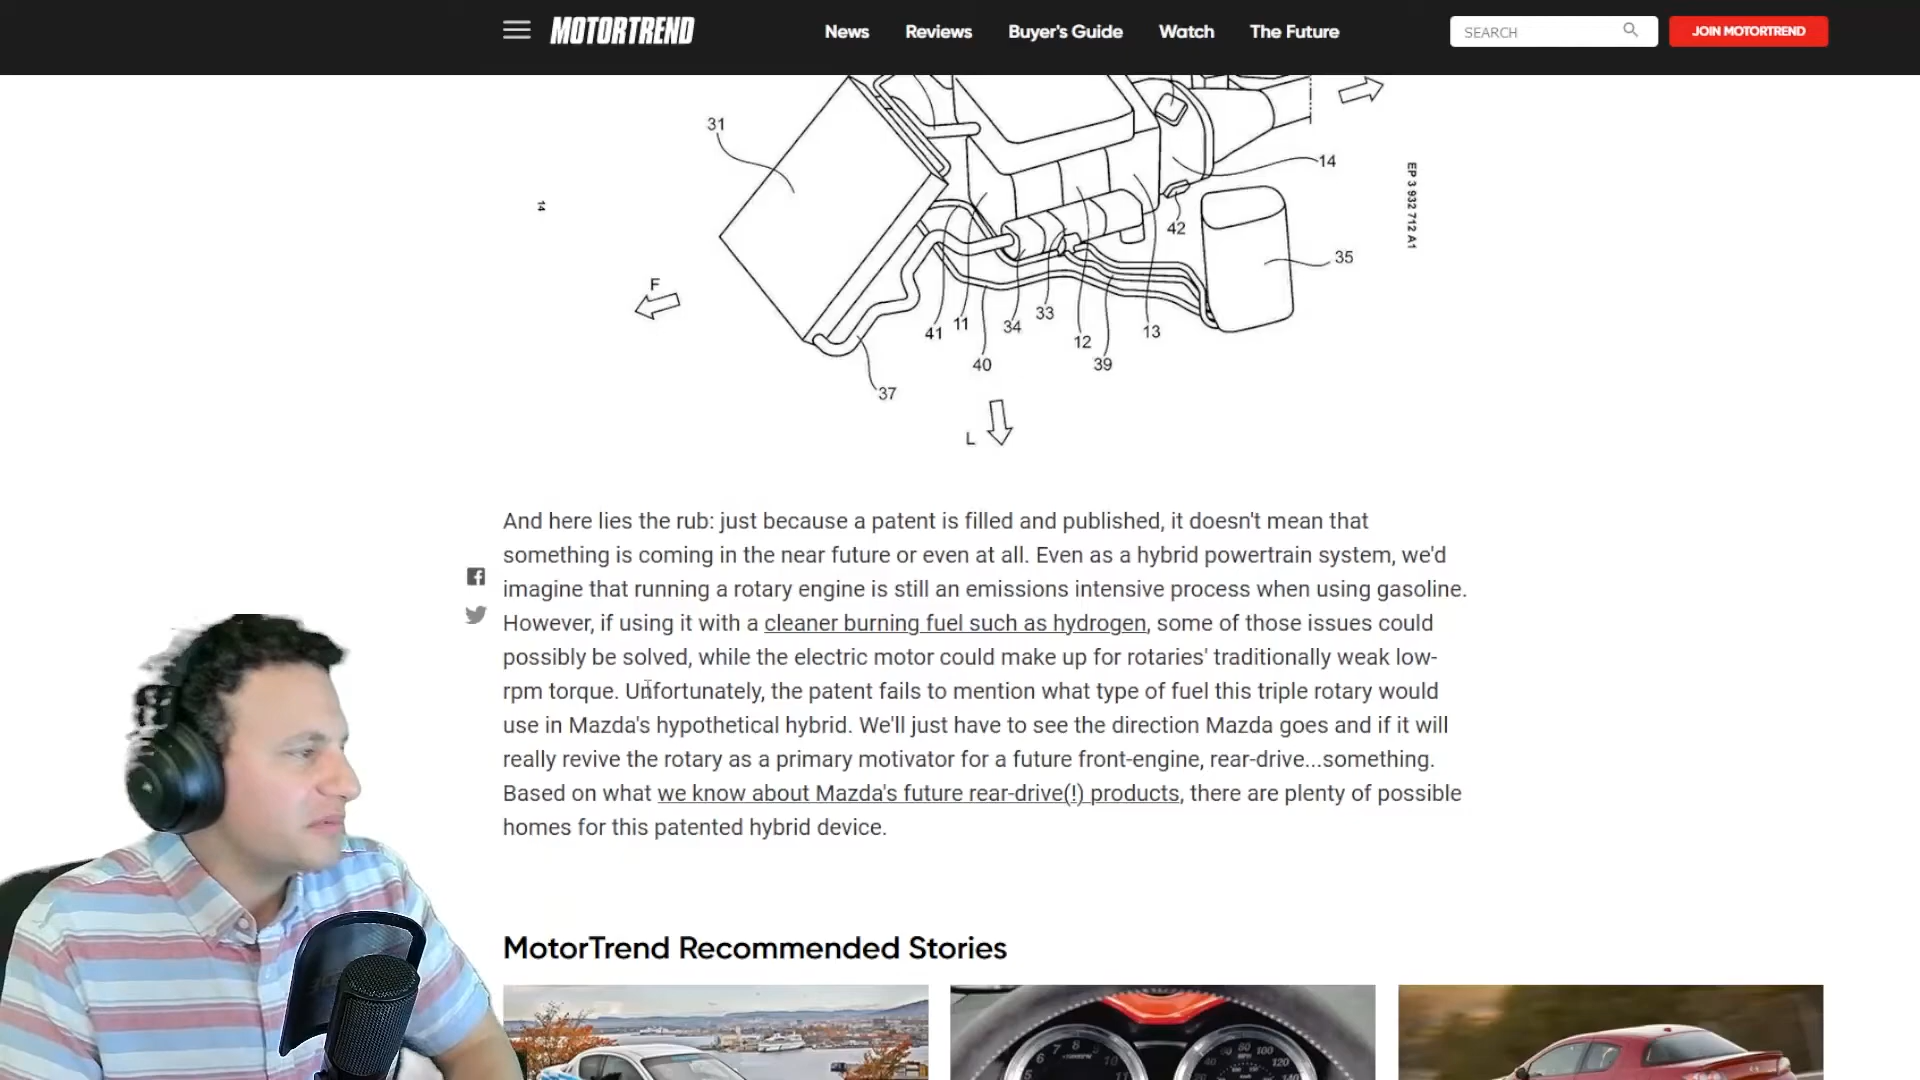 MOTORTREND
News
Reviews
Buyer's Guide
Watch
The Future
SEARCH
JOIN MOTORTREND
31
14
14
EP 3 932 712 A1
42
35
F
41
11
34
33
12
13
40
39
37
L
And here lies the rub: just because a patent is filled and published, it doesn't mean that
something is coming in the near future or even at all. Even as a hybrid powertrain system, we'd
imagine that running a rotary engine is still an emissions intensive process when using gasoline.
However, if using it with a cleaner burning fuel such as hydrogen, some of those issues could
possibly be solved, while the electric motor could make up for rotaries' traditionally weak low-
rpm torque. Unfortunately, the patent fails to mention what type of fuel this triple rotary would
use in Mazda's hypothetical hybrid. We'll just have to see the direction Mazda goes and if it will
really revive the rotary as a primary motivator for a future front-engine, rear-drive...something.
Based on what we know about Mazda's future rear-drive(!) products, there are plenty of possible
homes for this patented hybrid device.
MotorTrend Recommended Stories